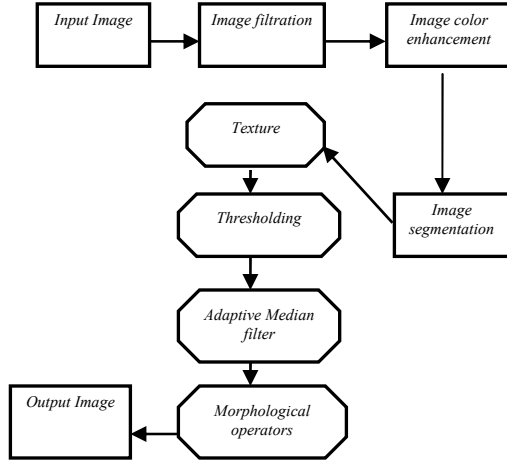 Input Image
Image filtration
Image color
enhancement
Texture
Thresholding
Image
segmentation
Adaptive Median
filter
Output Image
Morphological
operators